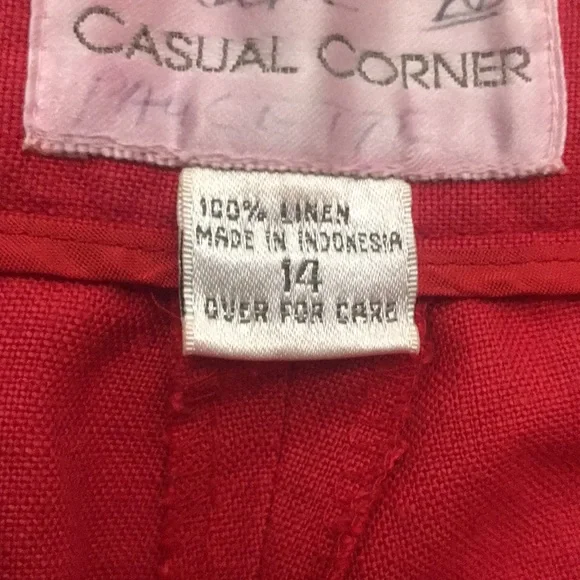 CASUAL CORNER
100% LINEN
MADE IN INDONESIA
14
OVER FOR CARE